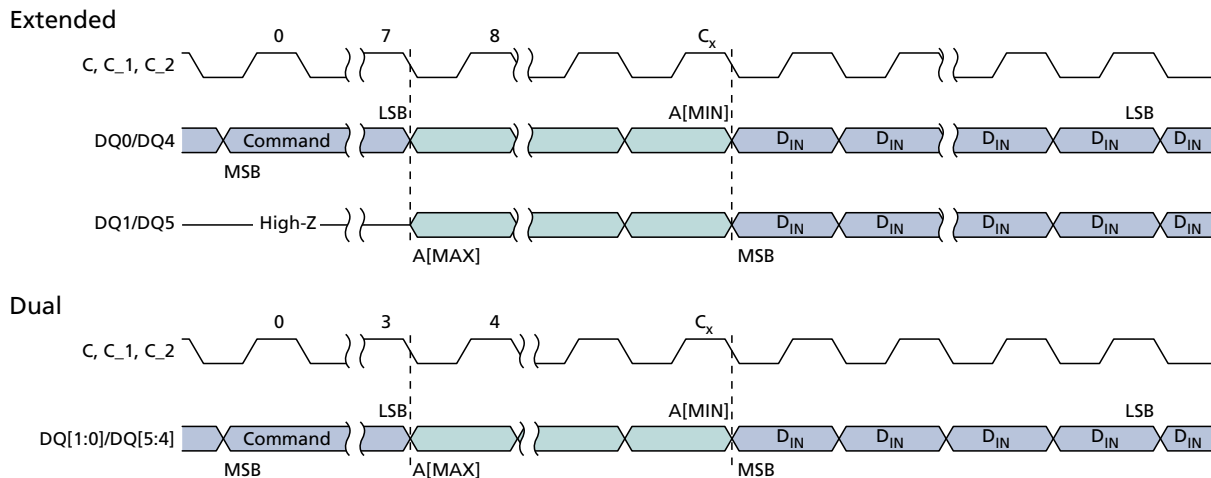 Extended
0 7 8 Cx
C, C_1, C_2
LSB A[MIN] LSB
DQ0/DQ4 Command DIN DIN DIN DIN DIN
MSB
DQ1/DQ5 High-Z DIN DIN DIN DIN DIN
A[MAX] MSB
Dual
0 3 4 Cx
C, C_1, C_2
LSB A[MIN] LSB
DQ[1:0]/DQ[5:4] Command DIN DIN DIN DIN DIN
MSB A[MAX] MSB